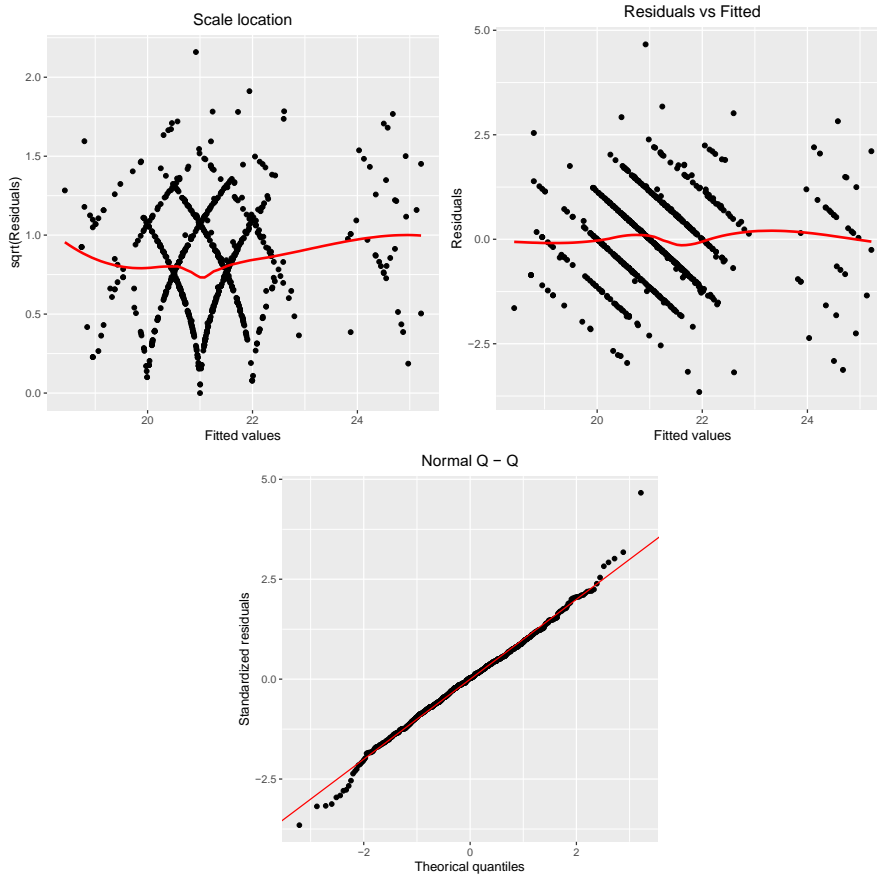 Scale location
2.0
1.5
1.0
0.5
0.0
sqrt(Residuals)
20
22
24
Fitted values
Residuals vs Fitted
5.0
2.5
0.0
−2.5
Residuals
20
22
24
Fitted values
Normal Q − Q
5.0
2.5
0.0
−2.5
Standardized residuals
−2
0
2
Theorical quantiles